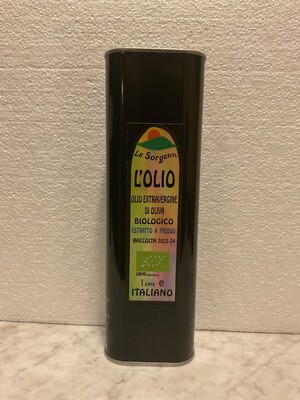 Le Sorgenti
L'OLIO
OLIO EXTRAVERGINE
DI OLIVA
BIOLOGICO
ESTRATTO A FREDDO
RACCOLTA 2023-24
1 Litro e
ITALIANO